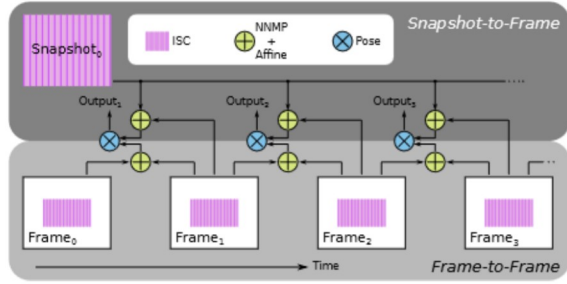 Snapshot-to-Frame
Snapshot₀
ISC
NNMP
+
Affine
Pose
Output₁
Output₂
Output₃
Frame₀
Frame₁
Frame₂
Frame₃
Time
Frame-to-Frame